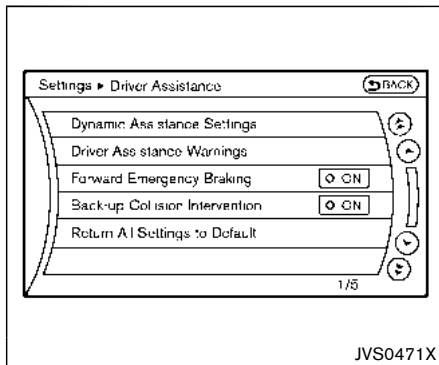 Settings ▸ Driver Assistance
BACK
Dynamic Assistance Settings
Driver Assistance Warnings
Forward Emergency Braking
ON
Back-up Collision Intervention
ON
Return All Settings to Default
1/5
JVS0471X